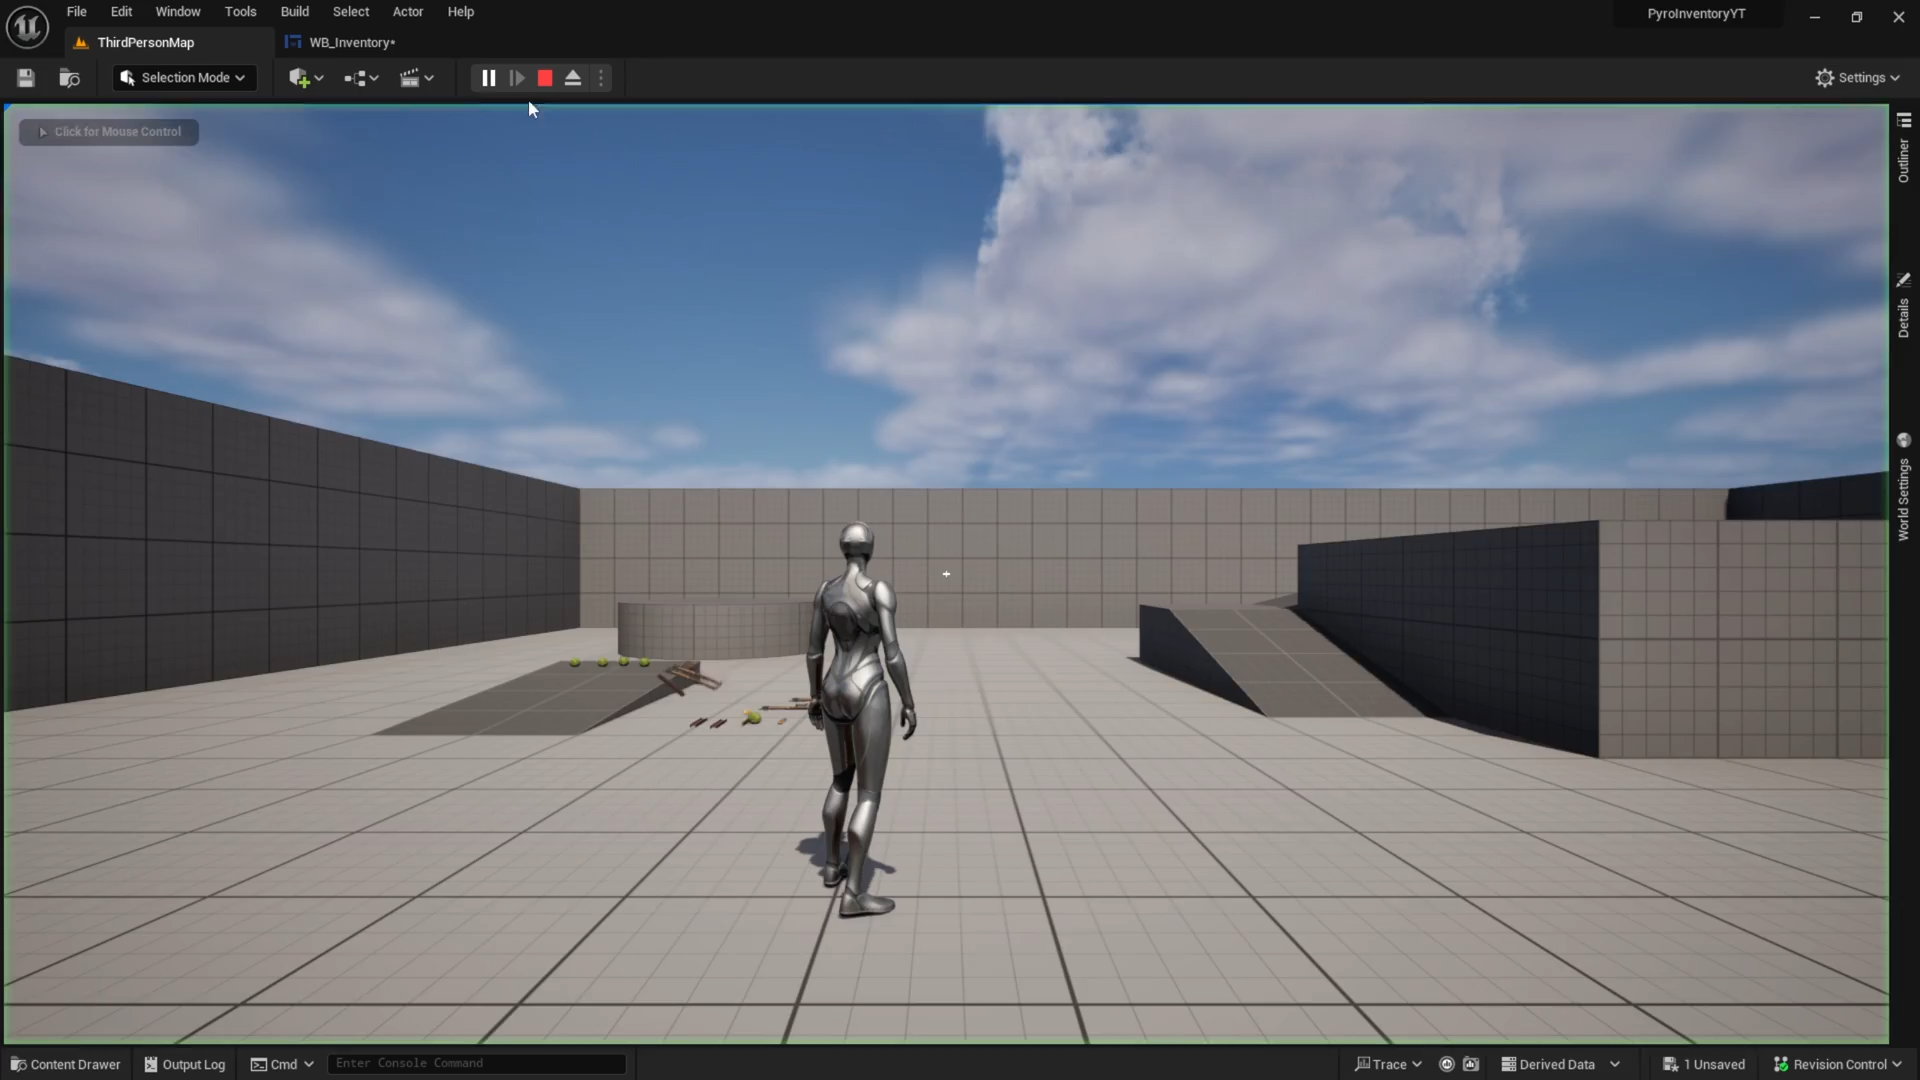 File Edit Window Tools Build Select Actor Help
PyroInventoryYT
ThirdPersonMap
WB_Inventory*
Selection Mode
Settings
Click for Mouse Control
Outliner
Details
World Settings
Content Drawer
Output Log
Cmd
Enter Console Command
Trace
Derived Data
1 Unsaved
Revision Control